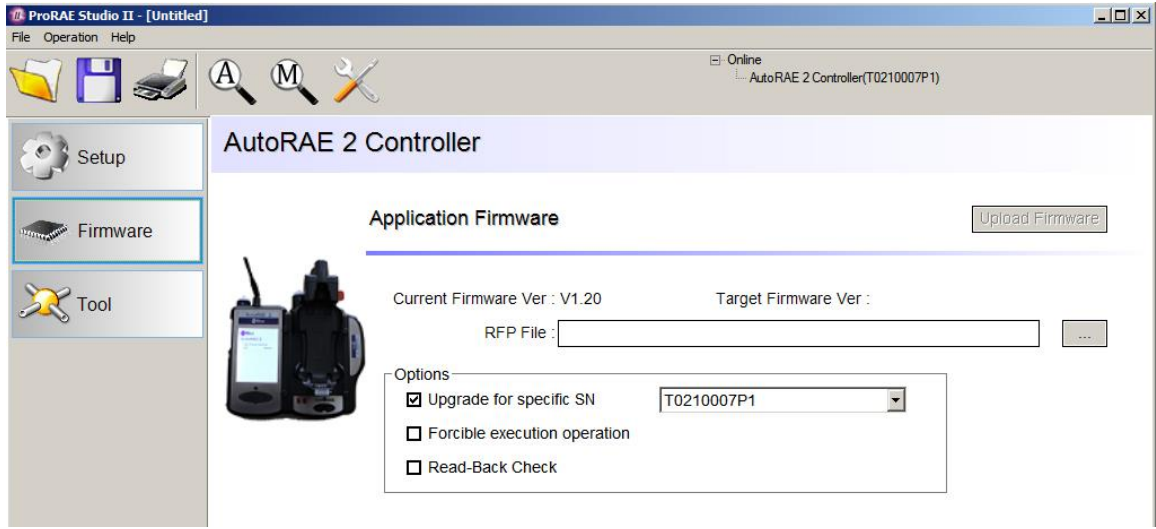 ProRAE Studio II - [Untitled]
File Operation Help
A M
Online
AutoRAE 2 Controller(T0210007P1)
Setup
Firmware
Tool
AutoRAE 2 Controller
Application Firmware
Upload Firmware
Current Firmware Ver : V1.20
Target Firmware Ver :
RFP File :
...
Options
Upgrade for specific SN
T0210007P1
Forcible execution operation
Read-Back Check